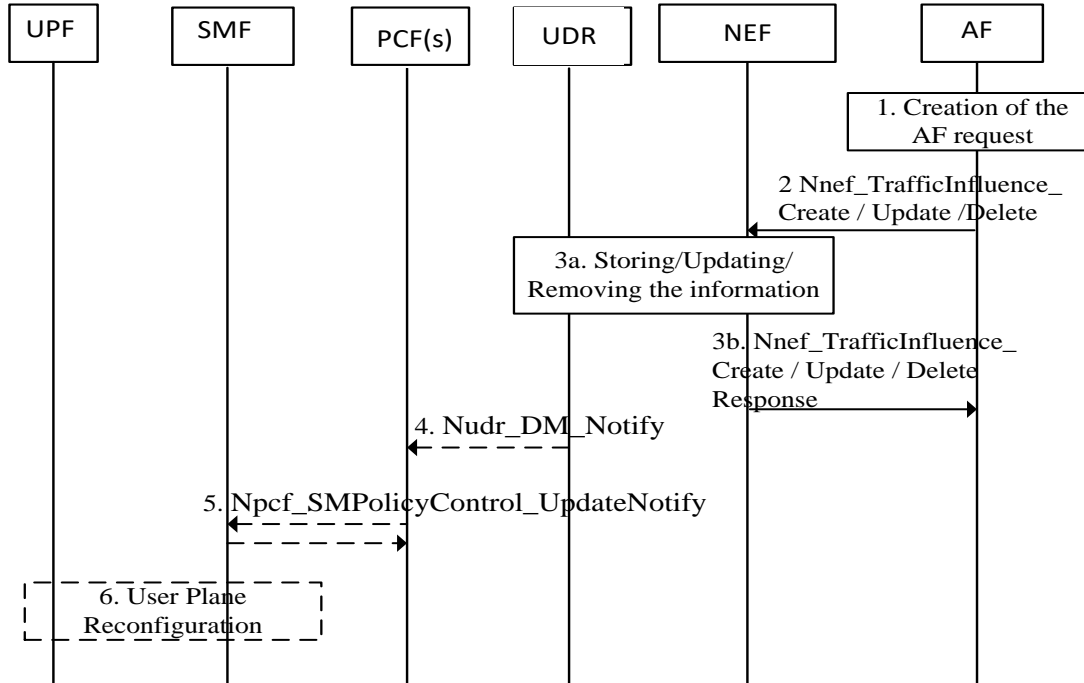 UPF
SMF
PCF(s)
UDR
NEF
AF
1. Creation of the
AF request
2 Nnef_TrafficInfluence_
Create / Update /Delete
3a. Storing/Updating/
Removing the information
3b. Nnef_TrafficInfluence_
Create / Update / Delete
Response
4. Nudr_DM_Notify
5. Npcf_SMPolicyControl_UpdateNotify
6. User Plane
Reconfiguration